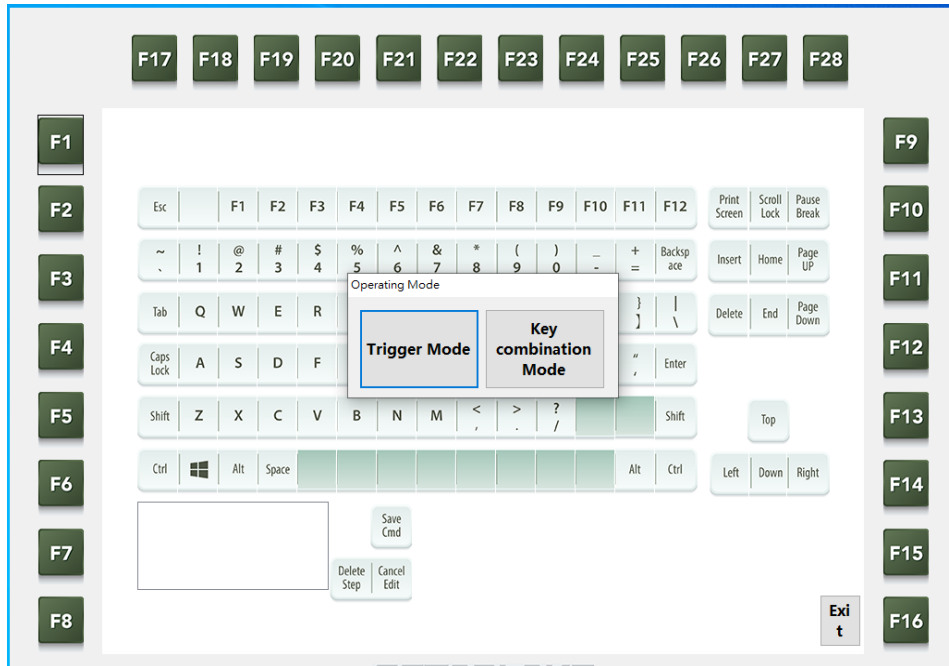 F17 F18 F19 F20 F21 F22 F23 F24 F25 F26 F27 F28
F1
F9
F2
F10
Esc F1 F2 F3 F4 F5 F6 F7 F8 F9 F10 F11 F12
Print Screen
Scroll Lock
Pause Break
~ ! @ # $ % ^ & * ( ) _ +
` 1 2 3 4 5 6 7 8 9 0 - =
Backsp
ace
Insert Home
Page UP
F3
F11
Operating Mode
Tab Q W E R
} |
] \
Delete End
Page Down
Trigger Mode
Key
combination
Mode
F4
F12
Caps Lock
A S D F
" ,
Enter
F5
F13
Shift Z X C V B N M
< > ?
, . /
Shift
Top
Ctrl Alt Space Alt Ctrl
Left Down Right
F6
F14
Save
Cmd
F7
F15
Delete
Step
Cancel
Edit
F8
Exi
t
F16